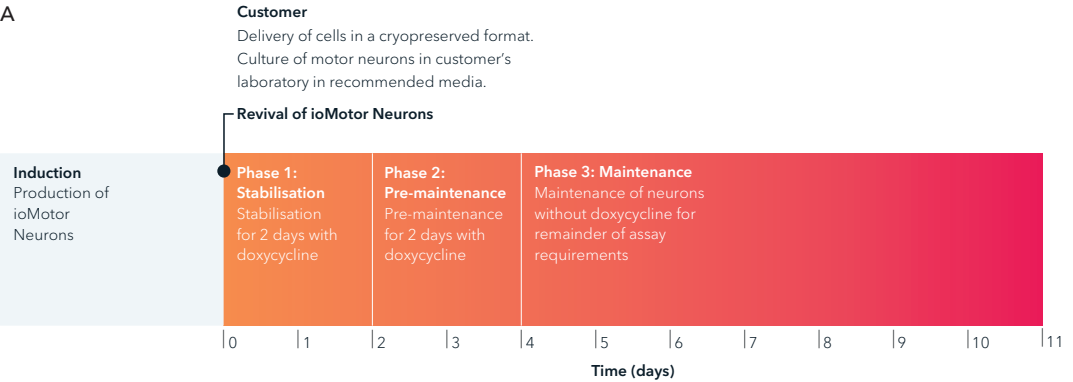 A
Customer
Delivery of cells in a cryopreserved format.
Culture of motor neurons in customer's
laboratory in recommended media.
Revival of ioMotor Neurons
Induction
Production of
ioMotor
Neurons
Phase 1:
Stabilisation
Stabilisation
for 2 days with
doxycycline
Phase 2:
Pre-maintenance
Pre-maintenance
for 2 days with
doxycycline
Phase 3: Maintenance
Maintenance of neurons
without doxycycline for
remainder of assay
requirements
0 1 2 3 4 5 6 7 8 9 10 11
Time (days)